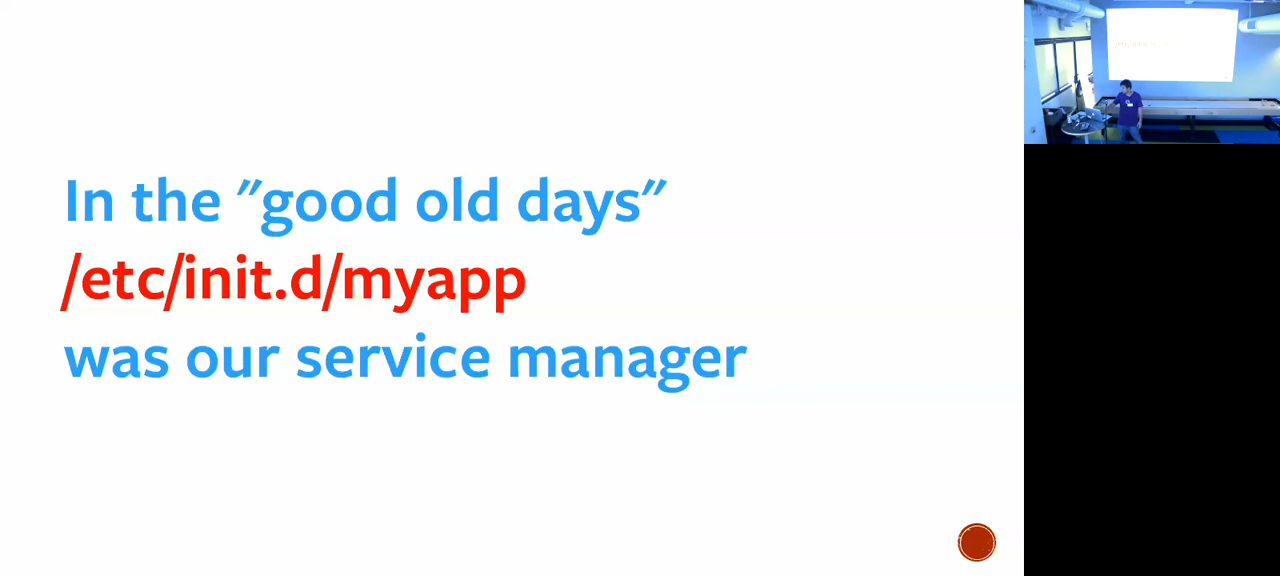 In the "good old days"
/etc/init.d/myapp
was our service manager